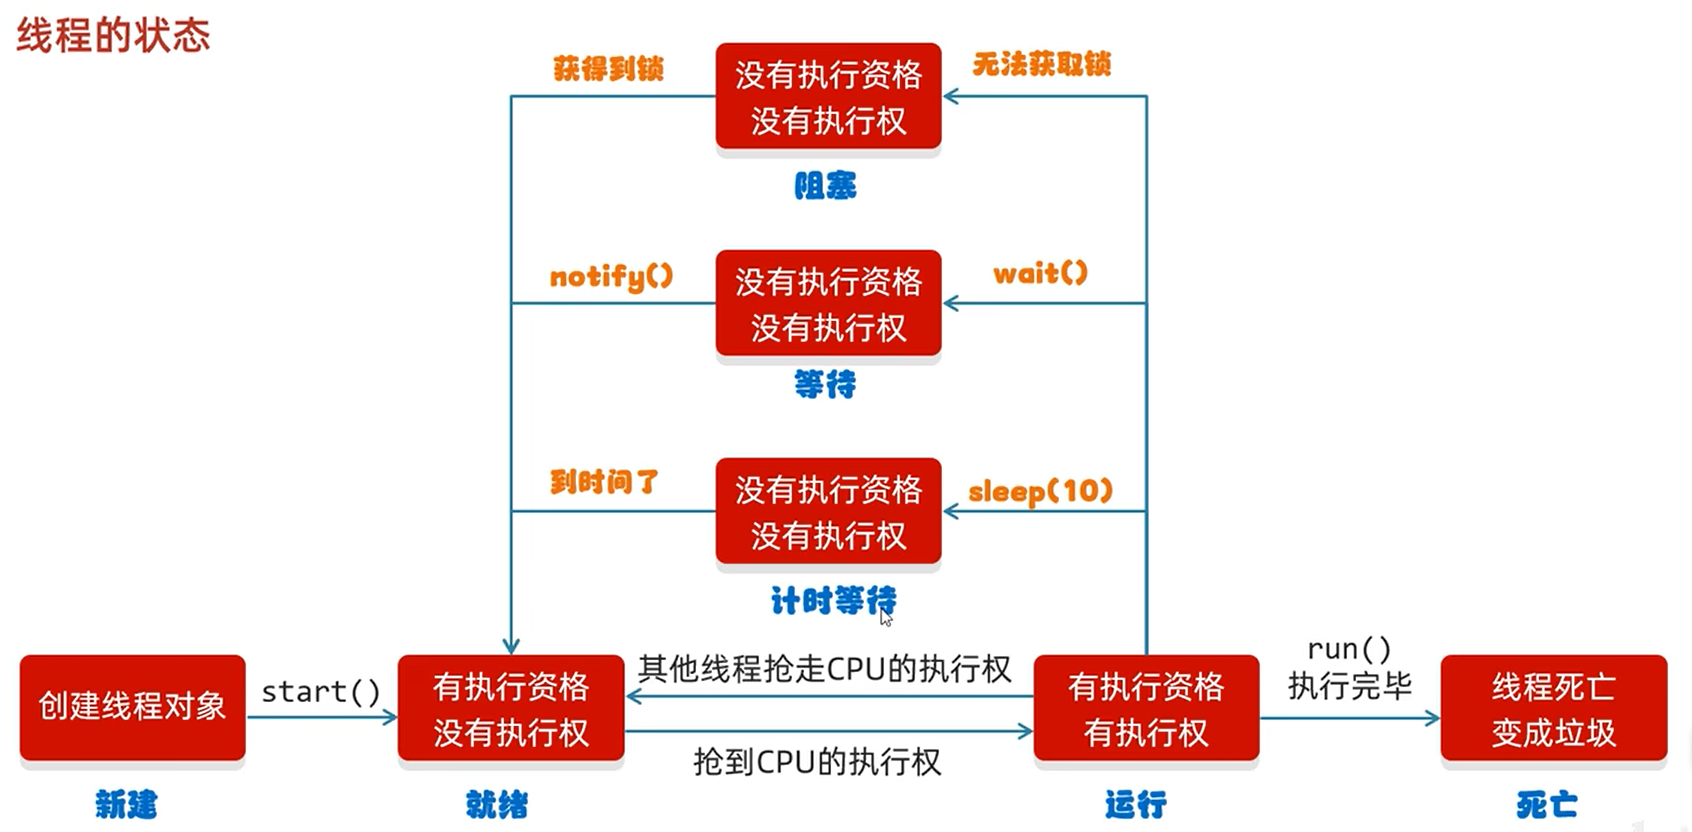 线程的状态
获得到锁
没有执行资格
没有执行权
无法获取锁
阻塞
notify()
没有执行资格
没有执行权
wait()
等待
到时间了
没有执行资格
没有执行权
sleep(10)
计时等待
创建线程对象
start()
有执行资格
没有执行权
其他线程抢走CPU的执行权
抢到CPU的执行权
有执行资格
有执行权
run()
执行完毕
线程死亡
变成垃圾
新建
就绪
运行
死亡